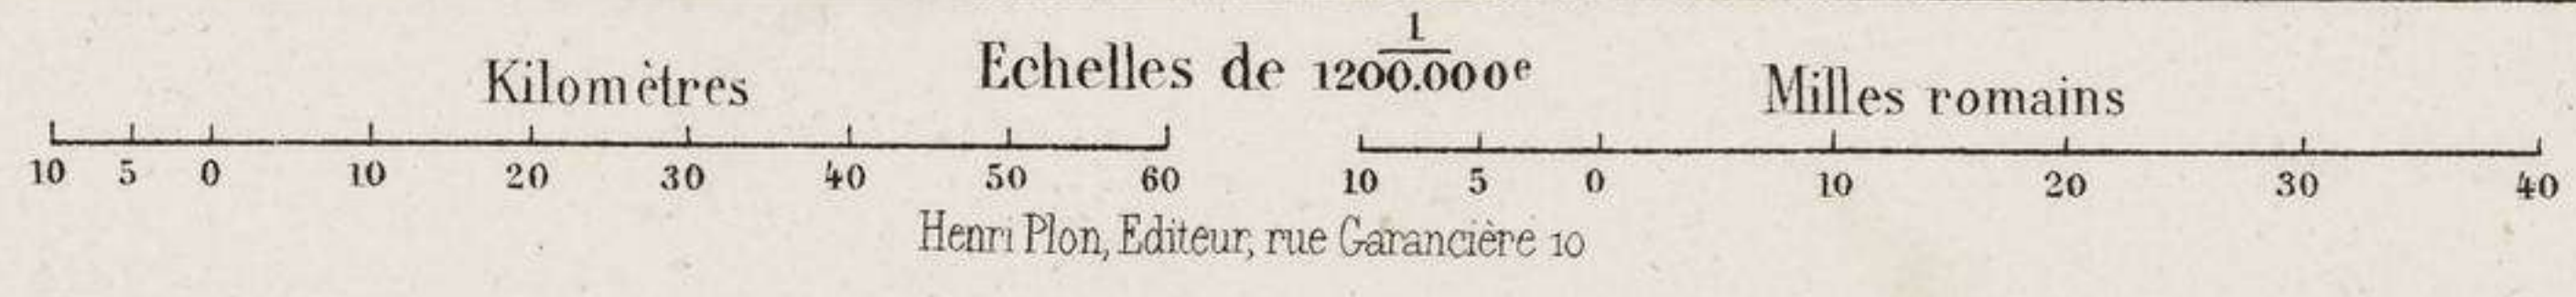 Kilomètres
Echelles de 1/1200.000e
Milles romains
10 5 0 10 20 30 40 50 60
10 5 0 10 20 30 40
Henri Plon, Editeur, rue Garancière 10